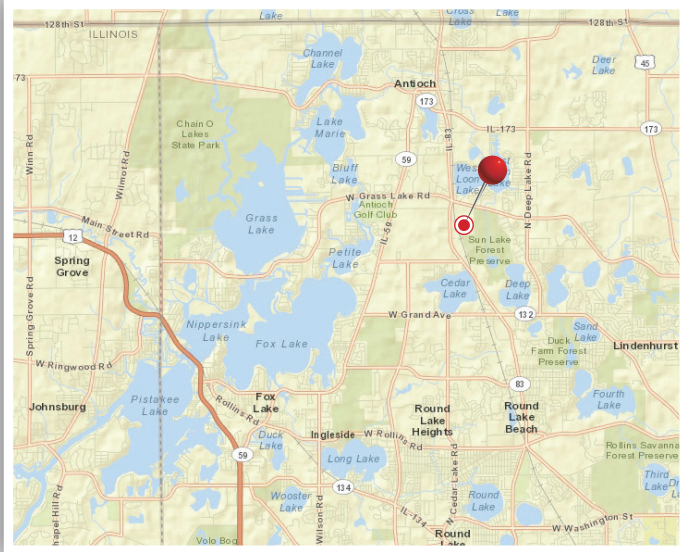 Lake
Cross
Lake
128th St
128th St
ILLINOIS
Channel
Lake
Deer
Lake
45
73
Antioch
173
Lake
Marie
Chain O
Lakes
State Park
IL-83
IL-173
173
Winn Rd
Wilmot Rd
59
Bluff
Lake
West
Loon
Lake
Lake
N Deep Lake Rd
W Grass Lake Rd
Antioch
Golf Club
Grass
Lake
Main Street Rd
12
IL-59
Sun Lake
Forest
Preserve
Petite
Lake
Spring
Grove
Cedar
Lake
Deep
Lake
Spring Grove Rd
Nippersink
Lake
Fox Lake
W Grand Ave
132
Sand
Lake
Duck
Farm Forest
Preserve
Lindenhurst
W Ringwood Rd
83
Pistakee
Lake
Johnsburg
Fox
Lake
Rollins Rd
Round
Lake
Heights
Round
Lake
Beach
Fourth
Lake
Duck
Lake
Ingleside
W Rollins Rd
Rollins Savanna
Forest Preserve
59
Long Lake
N Cedar Lake Rd
Third
Lake
134
Wooster
Lake
Wilson Rd
Round
Lake
IL-134
hapel Hill Rd
W Washington St
Volo Bog
Round
Lake